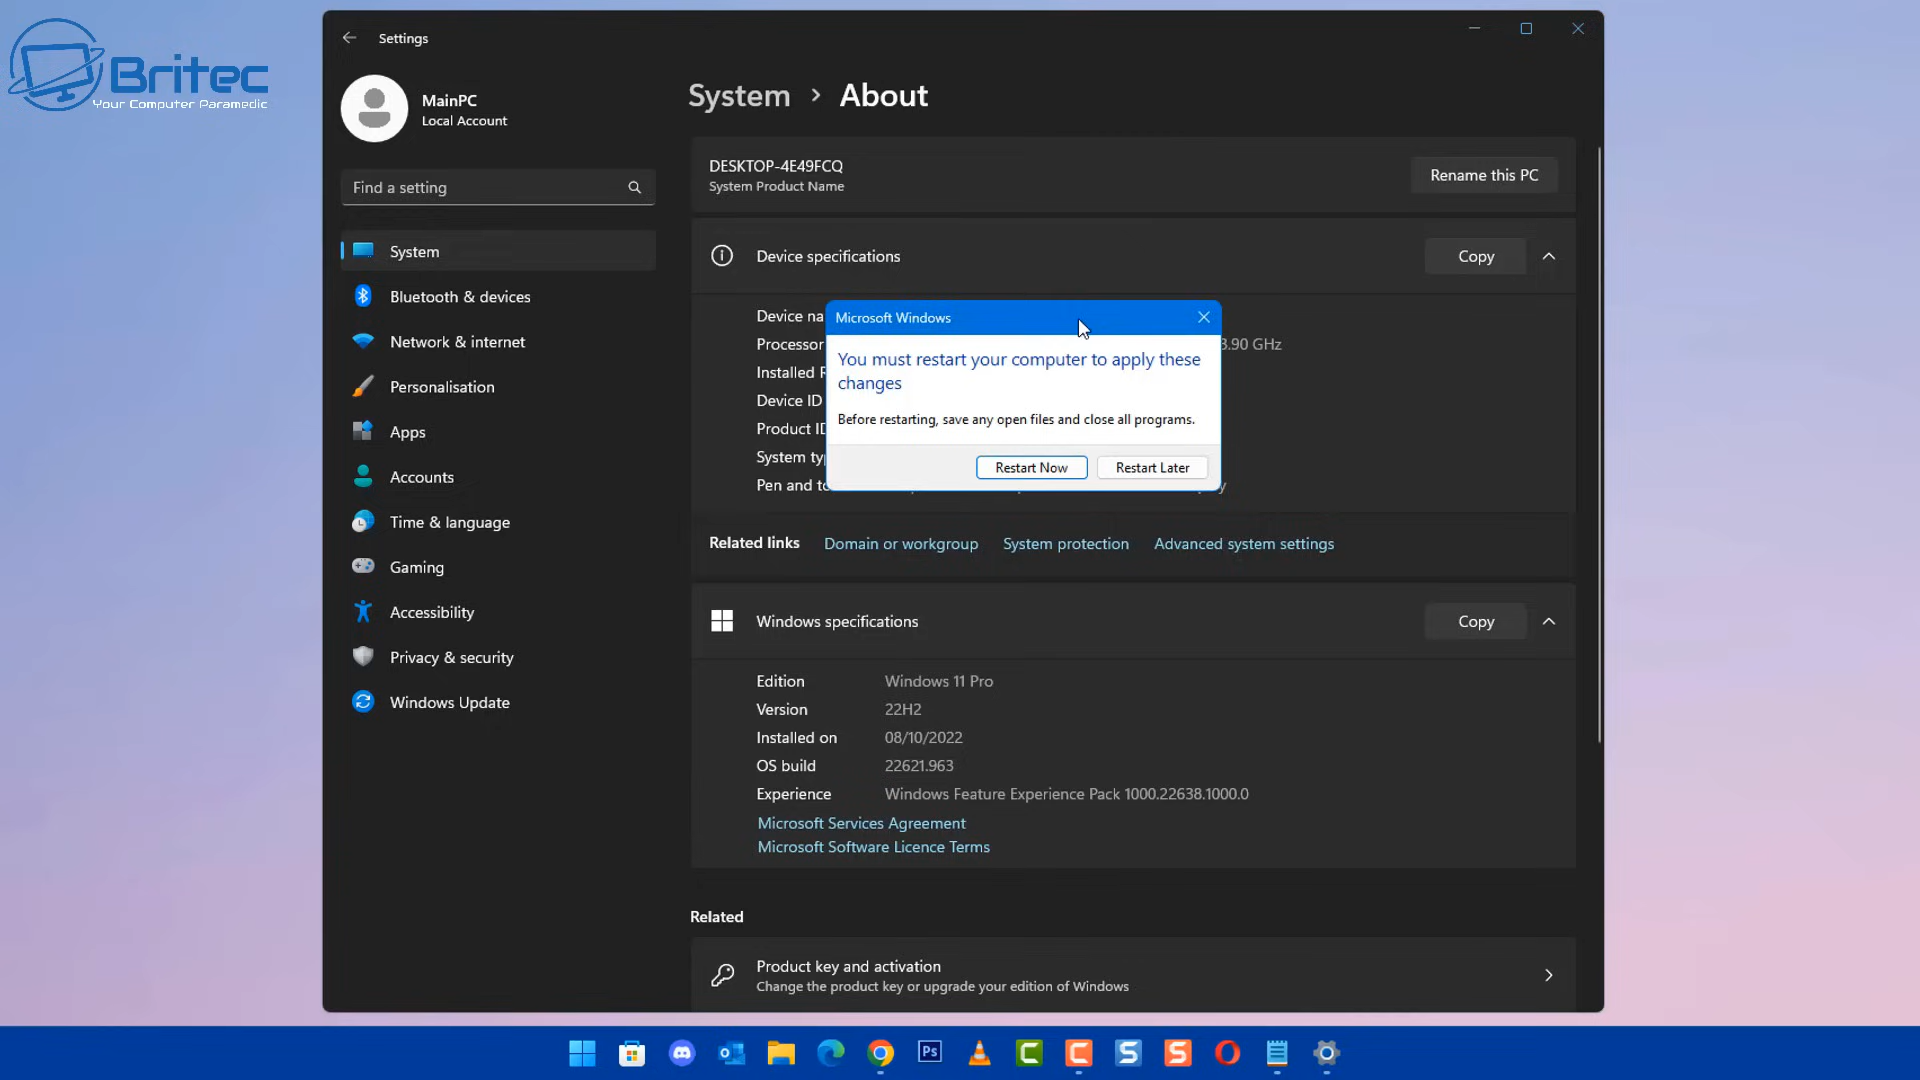 Britec
Your Computer Paramedic
Settings
MainPC
Local Account
Find a setting
System
Bluetooth & devices
Network & internet
Personalisation
Apps
Accounts
Time & language
Gaming
Accessibility
Privacy & security
Windows Update
System > About
DESKTOP-4E49FCQ
System Product Name
Rename this PC
Device specifications
Copy
Device
Processor
3.90 GHz
Installed
Device ID
Product ID
System
Pen and
Microsoft Windows
You must restart your computer to apply these
changes
Before restarting, save any open files and close all programs.
Restart Now
Restart Later
Related links
Domain or workgroup
System protection
Advanced system settings
Windows specifications
Copy
Edition Windows 11 Pro
Version 22H2
Installed on 08/10/2022
OS build 22621.963
Experience Windows Feature Experience Pack 1000.22638.1000.0
Microsoft Services Agreement
Microsoft Software Licence Terms
Related
Product key and activation
Change the product key or upgrade your edition of Windows
Ps